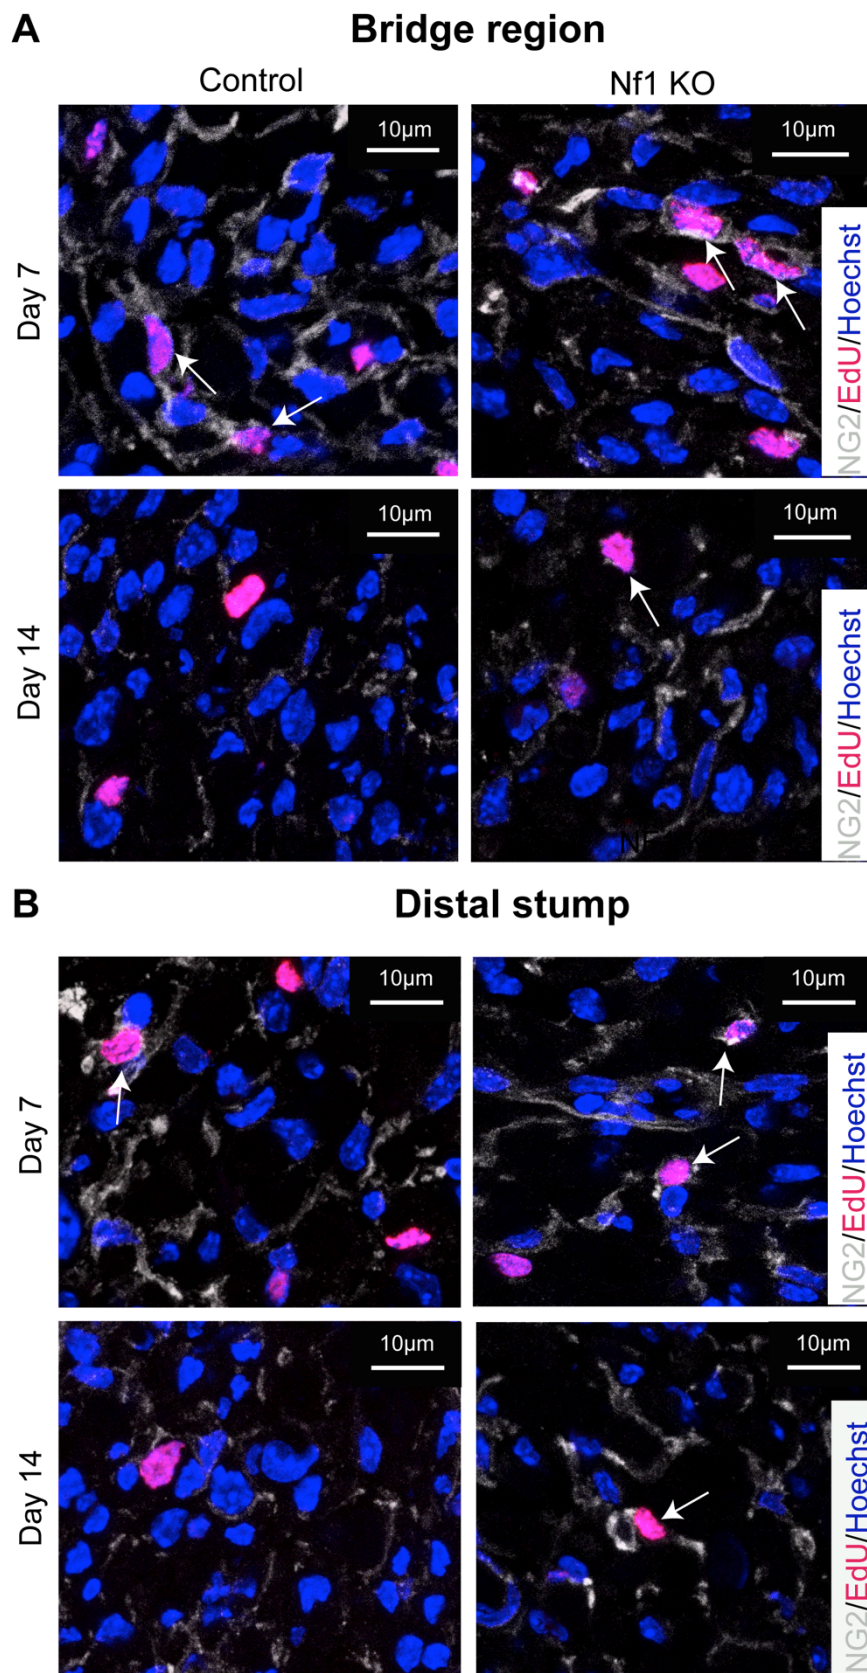 A
Bridge region
Control
Nf1 KO
Day 7
10µm
10µm
NG2/EdU/Hoechst
Day 14
10µm
10µm
NG2/EdU/Hoechst
NF
B
Distal stump
Day 7
10µm
10µm
NG2/EdU/Hoechst
Day 14
10µm
10µm
NG2/EdU/Hoechst